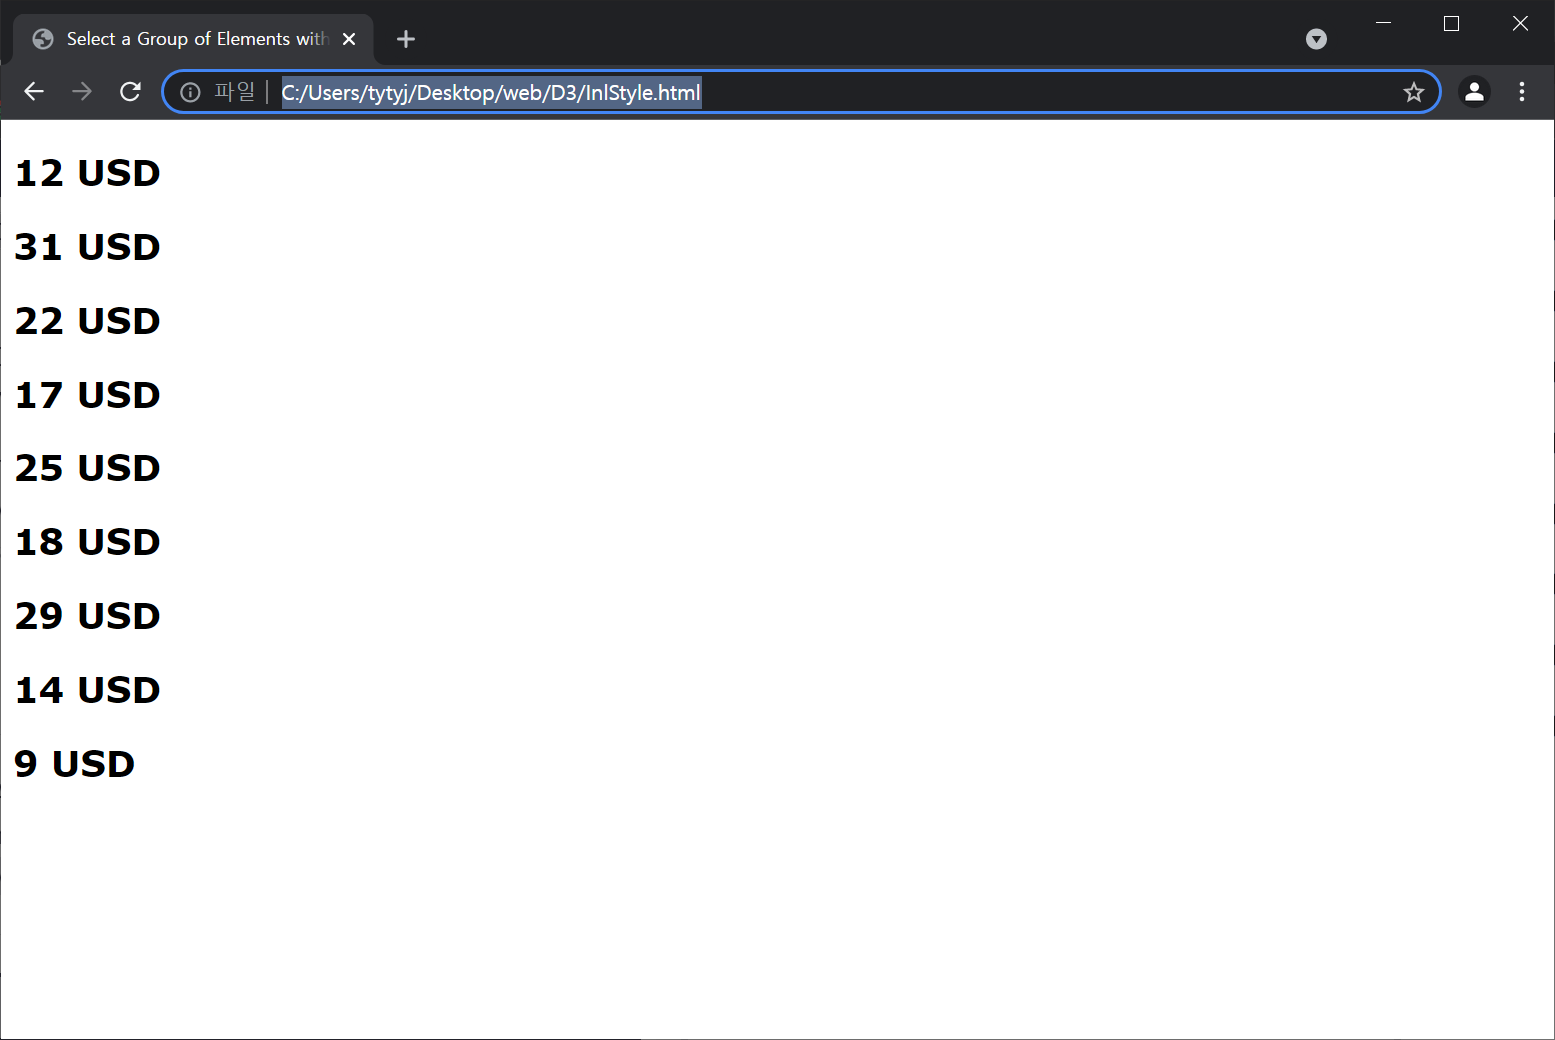 Select a Group of Elements with
파일 C:/Users/tytyj/Desktop/web/D3/InlStyle.html
12 USD
31 USD
22 USD
17 USD
25 USD
18 USD
29 USD
14 USD
9 USD